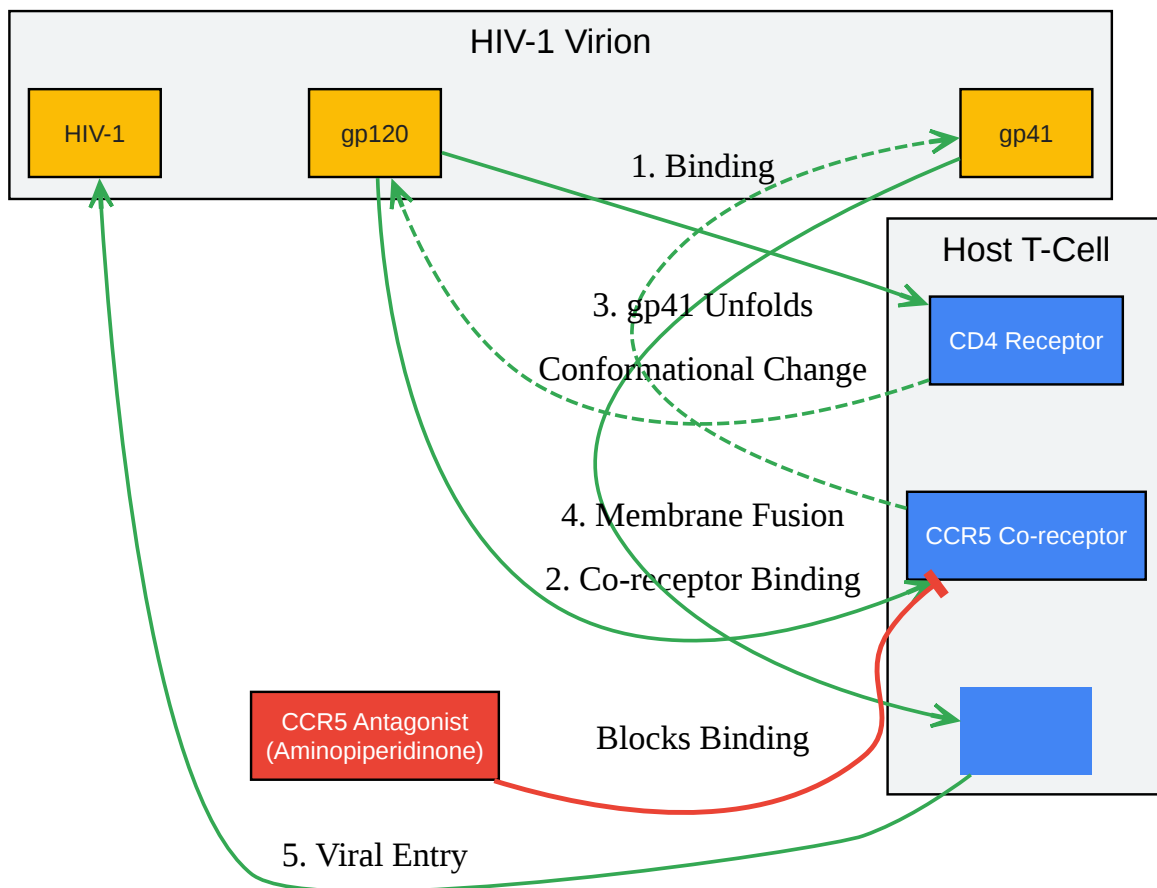 HIV-1 Virion
HIV-1
gp120
gp41
1. Binding
Host T-Cell
3. gp41 Unfolds
CD4 Receptor
Conformational Change
4. Membrane Fusion
CCR5 Co-receptor
2. Co-receptor Binding
CCR5 Antagonist
(Aminopiperidinone)
Blocks Binding
5. Viral Entry